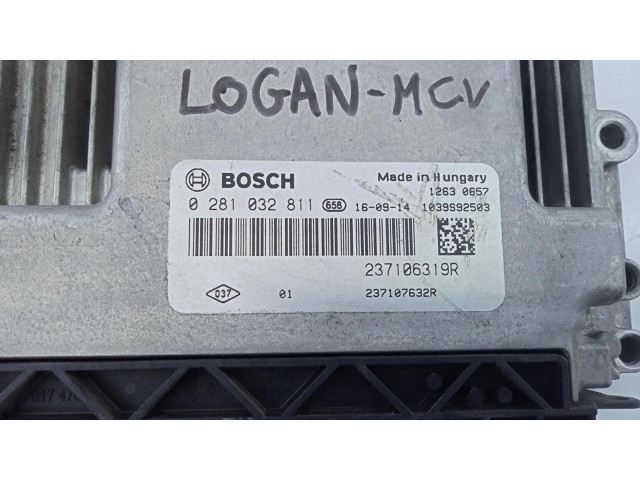 LOGAN-MCV
BOSCH
Made in Hungary
1263 0657
0 281 032 811 G58 16-09-14 1039S92503
237106319R
037 01 237107632R